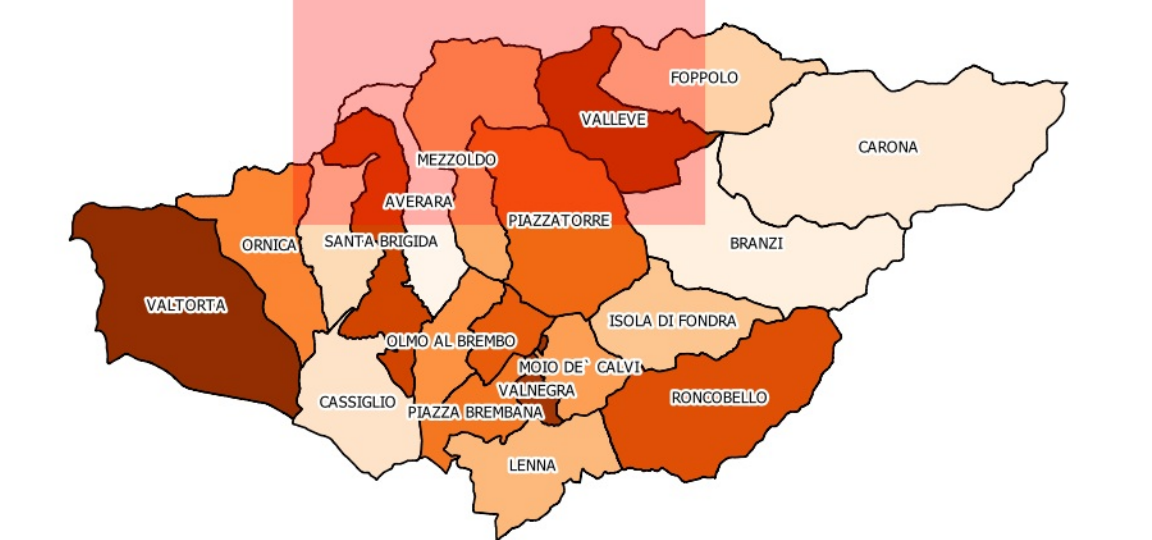 FOPPOLO
VALLEVE
CARONA
MEZZOLDO
AVERARA
PIAZZATORRE
SANTA BRIGIDA
ORNICA
BRANZI
VALTORTA
ISOLA DI FONDRA
OLMO AL BREMBO
MOIO DE` CALVI
VALNEGRA
RONCOBELLO
CASSIGLIO
PIAZZA BREMBANA
LENNA